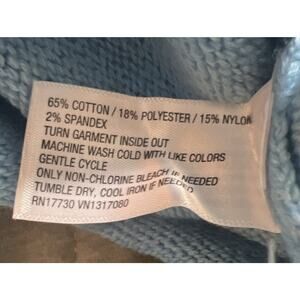 65% COTTON / 18% POLYESTER / 15% NYLON
2% SPANDEX
TURN GARMENT INSIDE OUT
MACHINE WASH COLD WITH LIKE COLORS
GENTLE CYCLE
ONLY NON-CHLORINE BLEACH IF NEEDED
TUMBLE DRY, COOL IRON IF NEEDED
RN17730 VN1317080